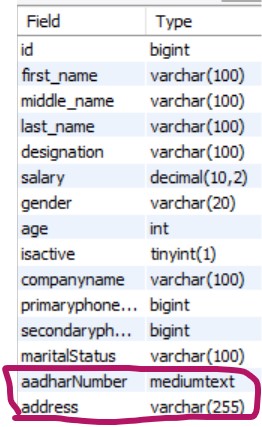 Field Type
id bigint
first_name varchar(100)
middle_name varchar(100)
last_name varchar(100)
designation varchar(100)
salary decimal(10,2)
gender varchar(20)
age int
isactive tinyint(1)
companyname varchar(100)
primaryphone... bigint
secondaryph... bigint
maritalStatus varchar(100)
aadharNumber mediumtext
address varchar(255)